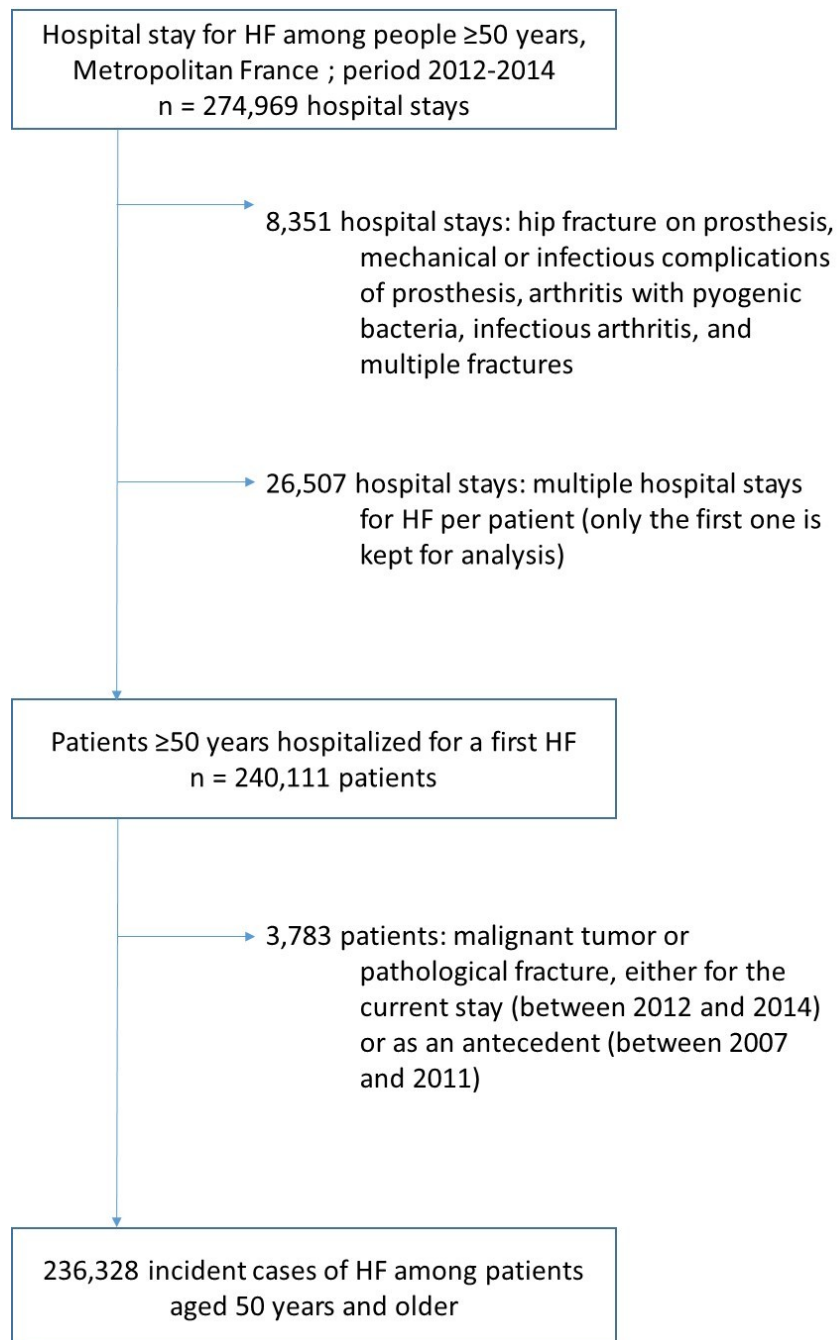 Hospital stay for HF among people ≥50 years,
Metropolitan France ; period 2012-2014
n = 274,969 hospital stays
8,351 hospital stays: hip fracture on prosthesis,
mechanical or infectious complications
of prosthesis, arthritis with pyogenic
bacteria, infectious arthritis, and
multiple fractures
26,507 hospital stays: multiple hospital stays
for HF per patient (only the first one is
kept for analysis)
Patients ≥50 years hospitalized for a first HF
n = 240,111 patients
3,783 patients: malignant tumor or
pathological fracture, either for the
current stay (between 2012 and 2014)
or as an antecedent (between 2007
and 2011)
236,328 incident cases of HF among patients
aged 50 years and older